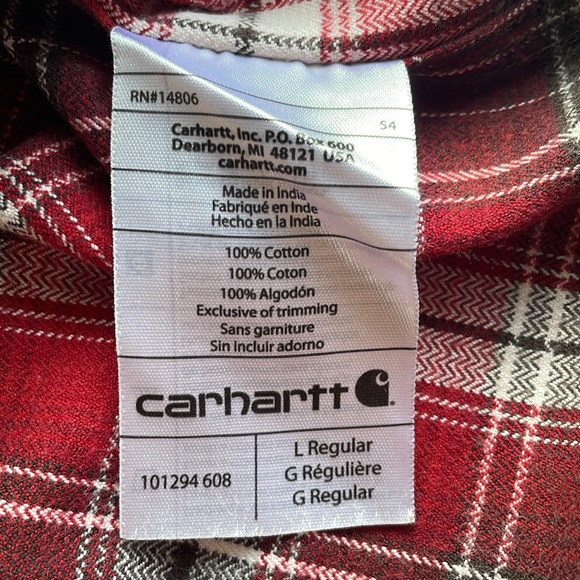 RN#14806
54
Carhartt, Inc. P.O. Box 600
Dearborn, MI 48121 USA
carhartt.com
Made in India
Fabriqué en Inde
Hecho en la India
100% Cotton
100% Coton
100% Algodón
Exclusive of trimming
Sans garniture
Sin incluir adorno
carhartt
101294 608
L Regular
G Régulière
G Regular